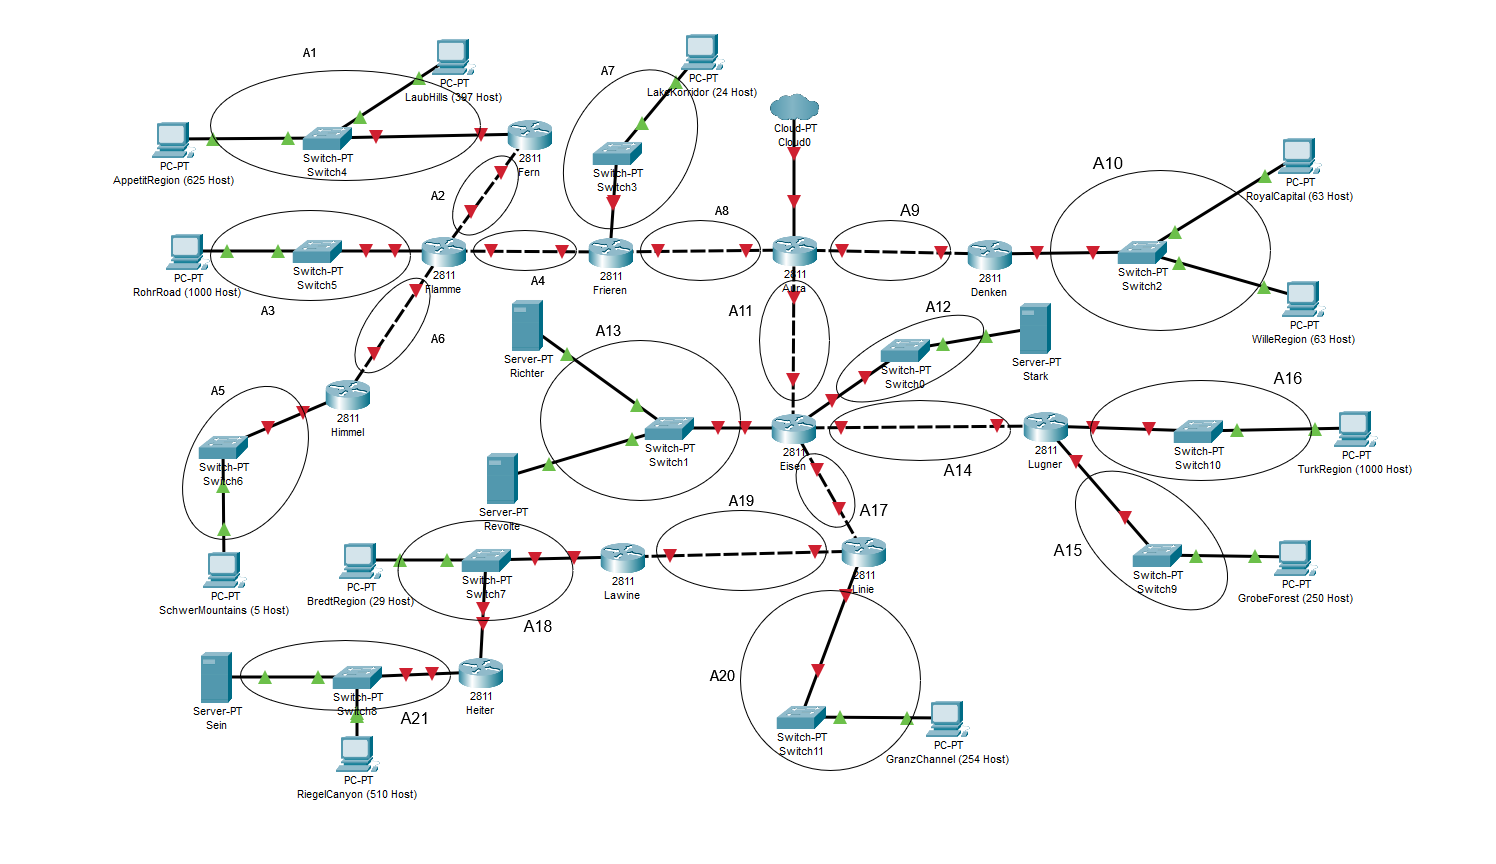 A1
PC-PT
LaubHills (397 Host)
PC-PT
AppetitRegion (625 Host)
Switch-PT
Switch4
2811
Fern
A2
A7
PC-PT
LakeKorridor (24 Host)
Switch-PT
Switch3
Cloud-PT
Cloud0
A10
PC-PT
RoyalCapital (63 Host)
PC-PT
RohrRoad (1000 Host)
Switch-PT
Switch5
A3
2811
Flamme
A4
2811
Frieren
A8
2811
Aura
A9
2811
Denken
Switch-PT
Switch2
PC-PT
WilleRegion (63 Host)
A6
A5
2811
Himmel
Switch-PT
Switch6
PC-PT
SchwerMountains (5 Host)
A11
A12
Switch-PT
Switch0
Server-PT
Stark
A13
Server-PT
Richter
Switch-PT
Switch1
Server-PT
Revolte
2811
Eisen
A14
2811
Lugner
A16
Switch-PT
Switch10
PC-PT
TurkRegion (1000 Host)
A15
Switch-PT
Switch9
PC-PT
GrobeForest (250 Host)
A17
A19
2811
Linie
2811
Lawine
PC-PT
BredtRegion (29 Host)
Switch-PT
Switch7
A18
2811
Heiter
Server-PT
Sein
Switch-PT
Switch8
A21
PC-PT
RiegelCanyon (510 Host)
A20
Switch-PT
Switch11
PC-PT
GranzChannel (254 Host)